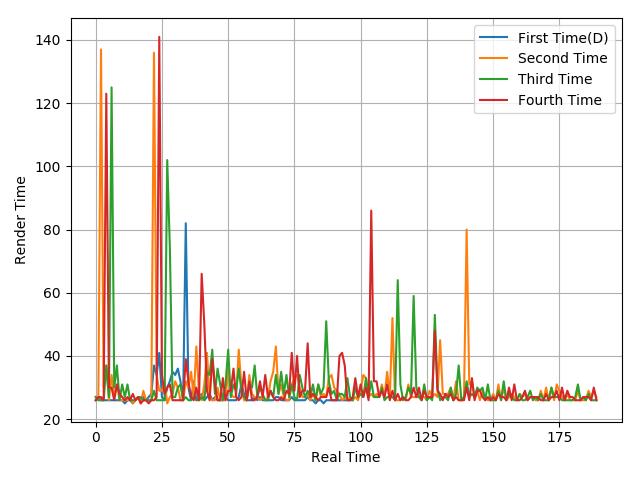 First Time(D)
Second Time
Third Time
Fourth Time
140
120
100
80
60
40
20
Render Time
0 25 50 75 100 125 150 175
Real Time